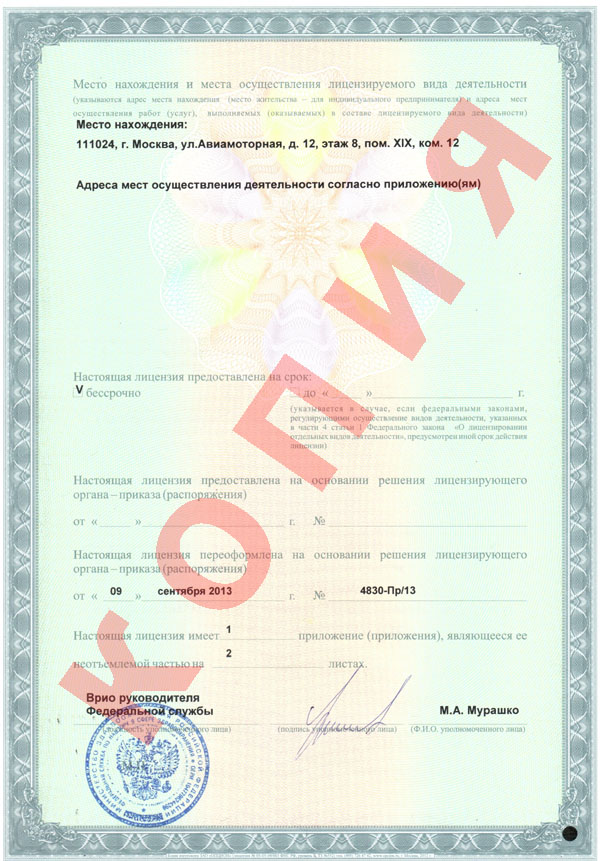 Место нахождения и места осуществления лицензируемого вида деятельности
(указываются адрес места нахождения (место жительства – для индивидуального предпринимателя) и адреса мест
осуществления работ (услуг), выполняемых (оказываемых) в составе лицензируемого вида деятельности)
Место нахождения:
111024, г. Москва, ул.Авиамоторная, д. 12, этаж 8, пом. XIX, ком. 12
Адреса мест осуществления деятельности согласно приложению(ям)
КОПИЯ
Настоящая лицензия предоставлена на срок:
V бессрочно
до « » г.
(указывается в случае, если федеральными законами,
регулирующими осуществление видов деятельности, указанных
в части 4 статьи 1 Федерального закона «О лицензировании
отдельных видов деятельности», предусмотрен иной срок действия
лицензии)
Настоящая лицензия предоставлена на основании решения лицензирующего
органа – приказа (распоряжения)
от « » г. №
Настоящая лицензия переоформлена на основании решения лицензирующего
органа – приказа (распоряжения)
от « 09 » сентября 2013 г. № 4830-Пр/13
Настоящая лицензия имеет 1 приложение (приложения), являющееся ее
неотъемлемой частью на 2 листах.
Врио руководителя
Федеральной службы
М.А. Мурашко
(должность уполномоченного лица)
(подпись уполномоченного лица)
(Ф.И.О. уполномоченного лица)